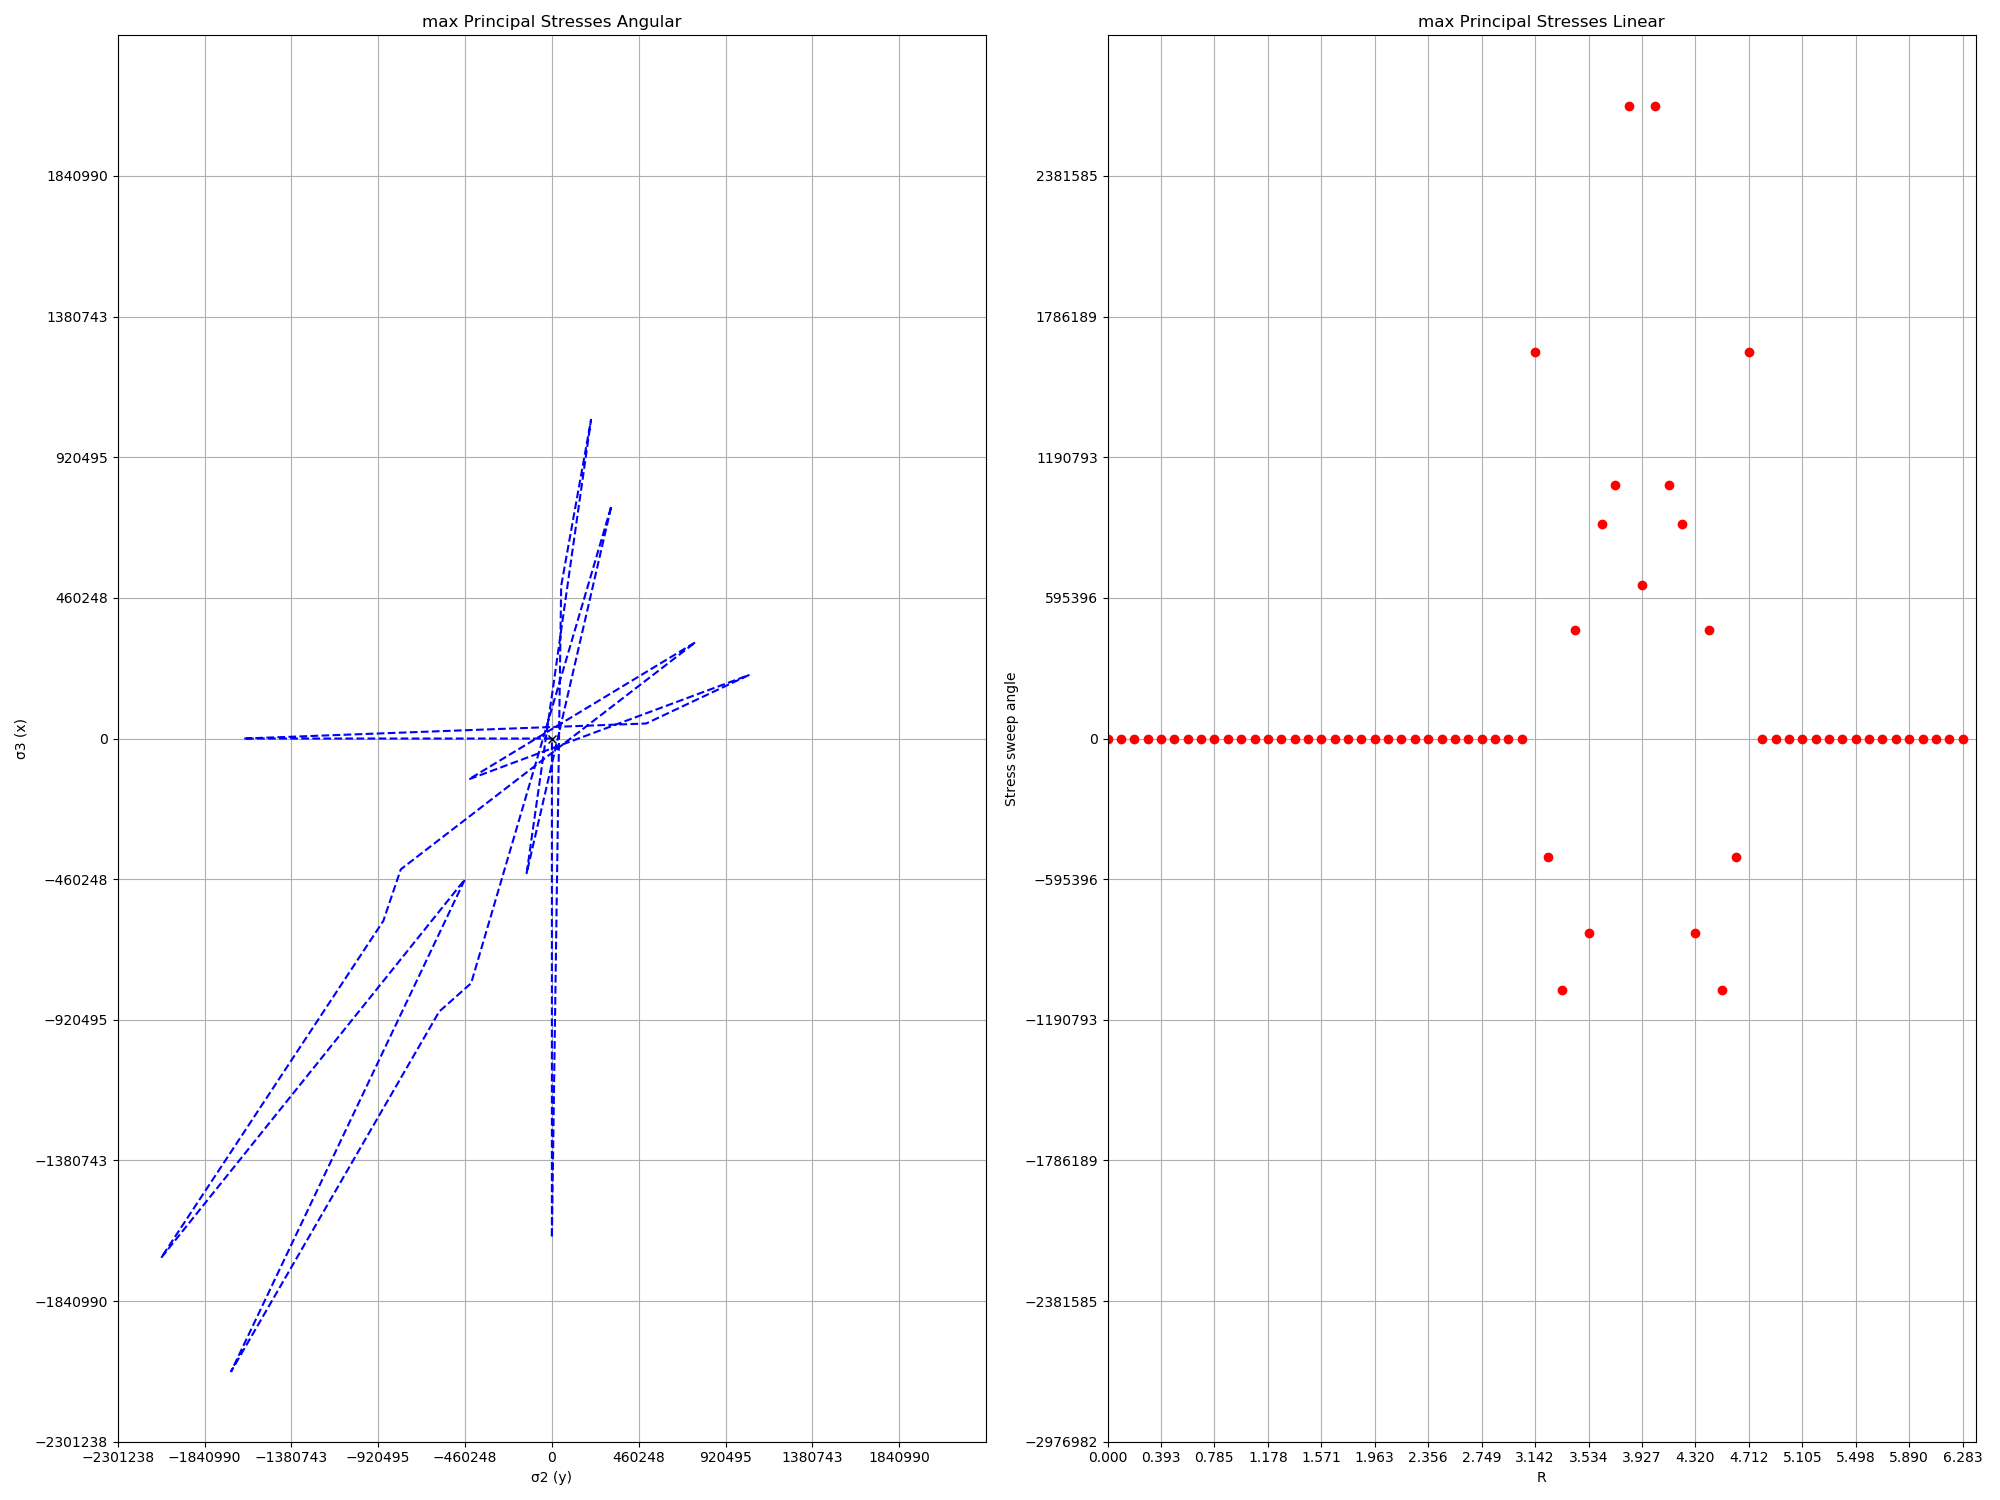 max Principal Stresses Angular
1840990
1380743
920495
460248
0
−460248
−920495
−1380743
−1840990
−2301238
σ3 (x)
−2301238 −1840990 −1380743 −920495 −460248 0 460248 920495 1380743 1840990
σ2 (y)
max Principal Stresses Linear
2381585
1786189
1190793
595396
0
−595396
−1190793
−1786189
−2381585
−2976982
Stress sweep angle
0.000 0.393 0.785 1.178 1.571 1.963 2.356 2.749 3.142 3.534 3.927 4.320 4.712 5.105 5.498 5.890 6.283
R